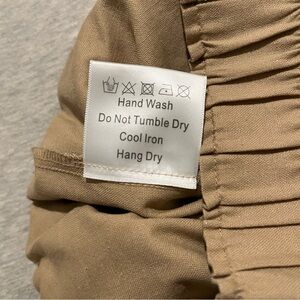 Hand Wash
Do Not Tumble Dry
Cool Iron
Hang Dry